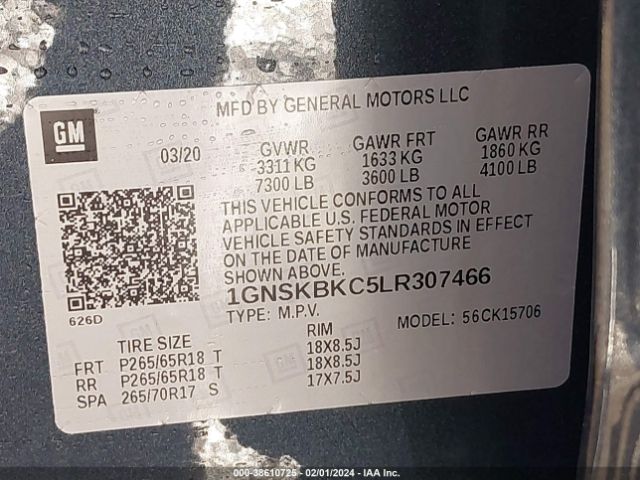 MFD BY GENERAL MOTORS LLC
GM
03/20
GVWR GAWR FRT GAWR RR
3311 KG 1633 KG 1860 KG
7300 LB 3600 LB 4100 LB
THIS VEHICLE CONFORMS TO ALL
APPLICABLE U.S. FEDERAL MOTOR
VEHICLE SAFETY STANDARDS IN EFFECT
ON THE DATE OF MANUFACTURE
SHOWN ABOVE.
1GNSKBKC5LR307466
626D
TYPE: M.P.V. MODEL: 56CK15706
TIRE SIZE RIM
FRT P265/65R18 T 18X8.5J
RR P265/65R18 T 18X8.5J
SPA 265/70R17 S 17X7.5J
000-38610725 - 02/01/2024 - IAA Inc.